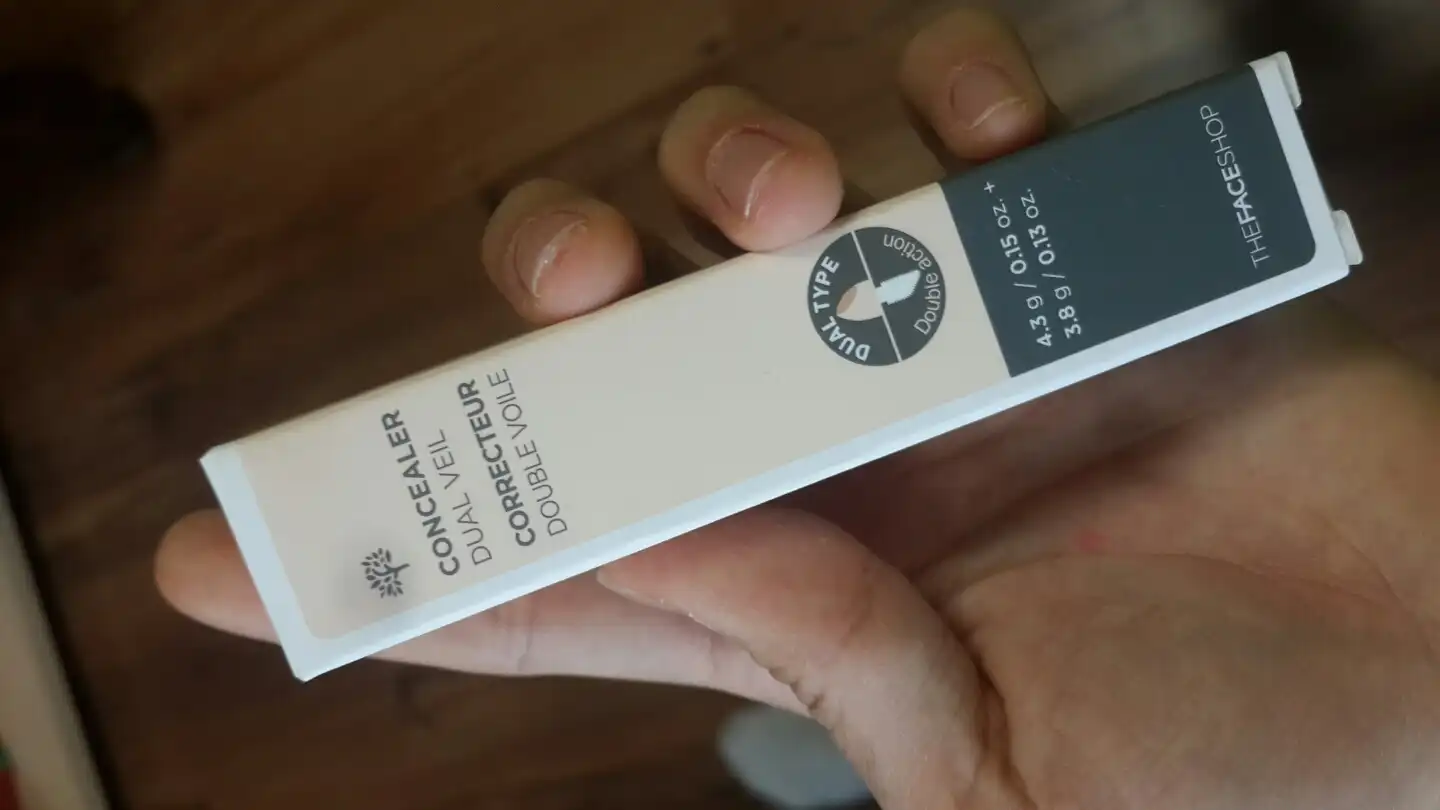 CONCEALER
DUAL VEIL
CORRECTEUR
DOUBLE VOILE
DUAL TYPE
Double action
4.3 g / 0.15 oz. +
3.8 g / 0.13 oz.
THEFACESHOP